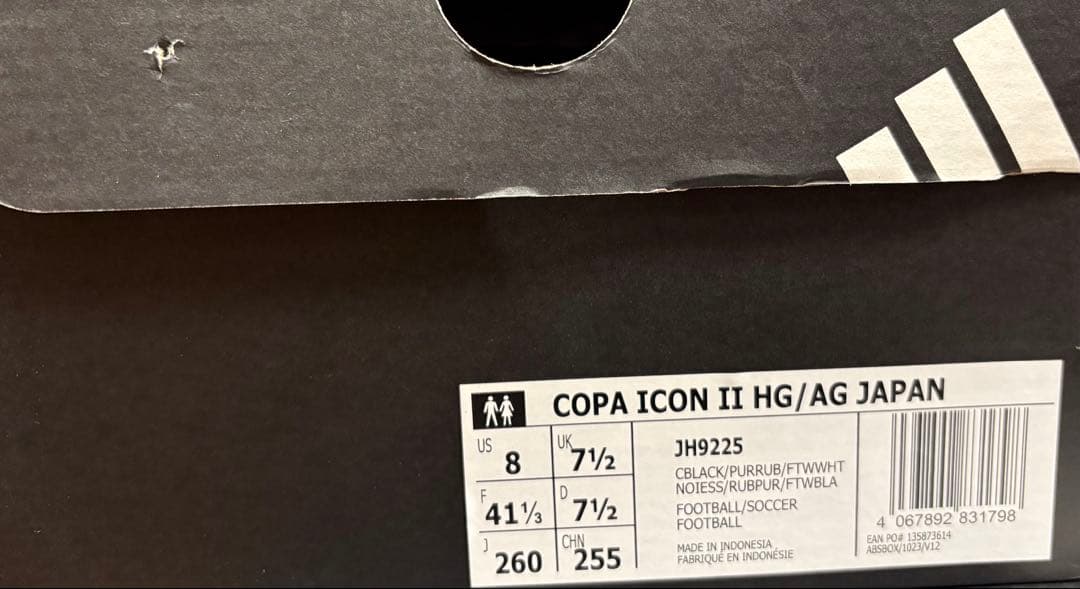 COPA ICON II HG/AG JAPAN
US 8
UK 7½
F 41⅓
D 7½
J 260
CHN 255
JH9225
CBLACK/PURRUB/FTWWHT
NOIESS/RUBPUR/FTWBLA
FOOTBALL/SOCCER
FOOTBALL
MADE IN INDONESIA
FABRIQUÉ EN INDONÉSIE
4 067892 831798
EAN PO# 135873614
ABSBOX/1023/V12